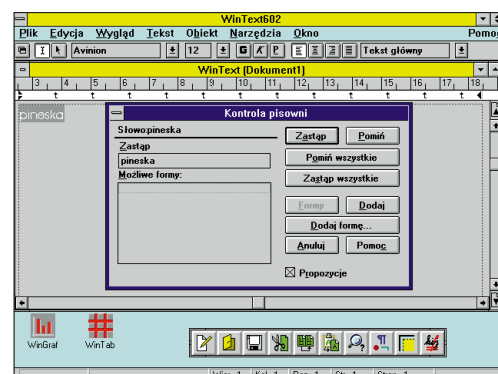 WinText602
Plik Edycja Wygląd Tekst Obiekt Narzędzia Okno Pomo
Avinion 12 G K P Tekst główny
WinText (Dokument1)
3 4 5 6 7 8 9 10 11 12 13 14 15 16 17 18
pineska
Kontrola pisowni
Słowo:pineska
Zastąp
pineska
Możliwe formy:
Zastąp Pomiń
Pomiń wszystkie
Zastąp wszystkie
Formy Dodaj
Dodaj formę...
Anuluj Pomoc
Propozycje
WinGraf WinTab